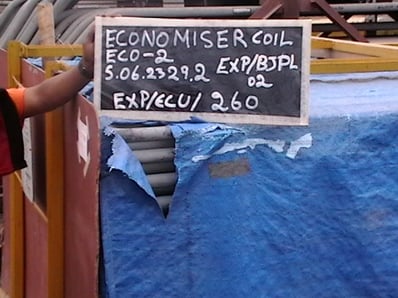 ECONOMISER COIL
ECO-2
5.06.2329.2 EXP/BJPL
02
EXP/ECU/ 260